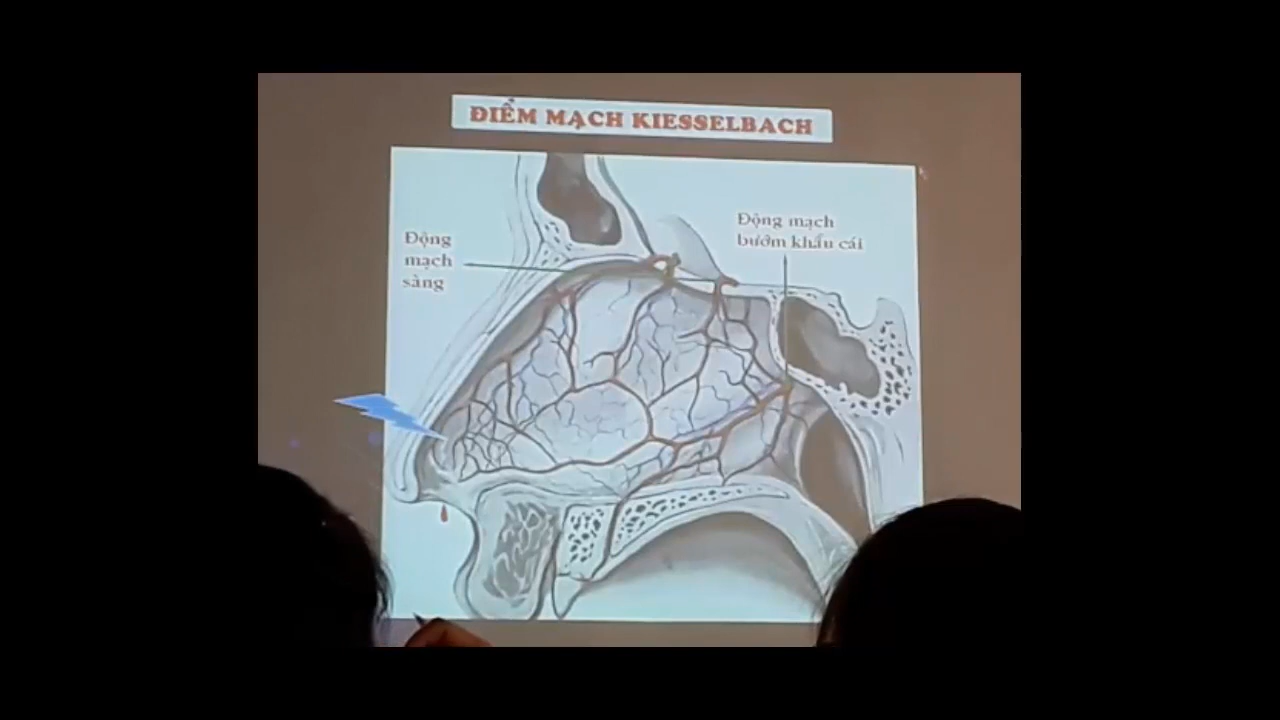 ĐIỂM MẠCH KIESSELBACH
Động
mạch
sàng
Động mạch
bướm khẩu cái